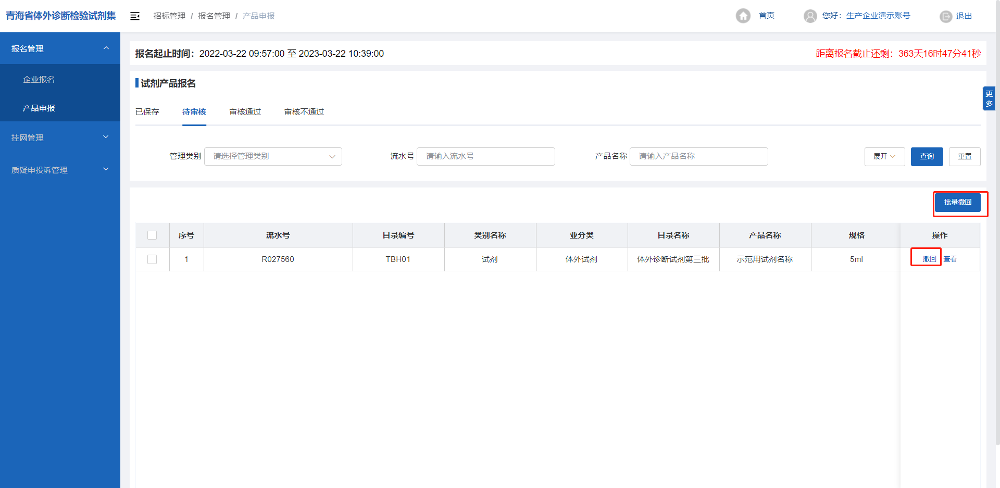 青海省体外诊断检验试剂集
招标管理 / 报名管理 / 产品申报
首页
您好：生产企业演示账号
退出
报名管理
企业报名
产品申报
挂网管理
质疑申投诉管理
报名起止时间：2022-03-22 09:57:00 至 2023-03-22 10:39:00
距离报名截止还剩：363天16时47分41秒
更多
试剂产品报名
已保存 待审核 审核通过 审核不通过
管理类别 请选择管理类别 流水号 请输入流水号 产品名称 请输入产品名称 展开 查询 重置
批量撤回
序号 流水号 目录编号 类别名称 亚分类 目录名称 产品名称 规格 操作
1 R027560 TBH01 试剂 体外试剂 体外诊断试剂第三批 示范用试剂名称 5ml 撤回 查看